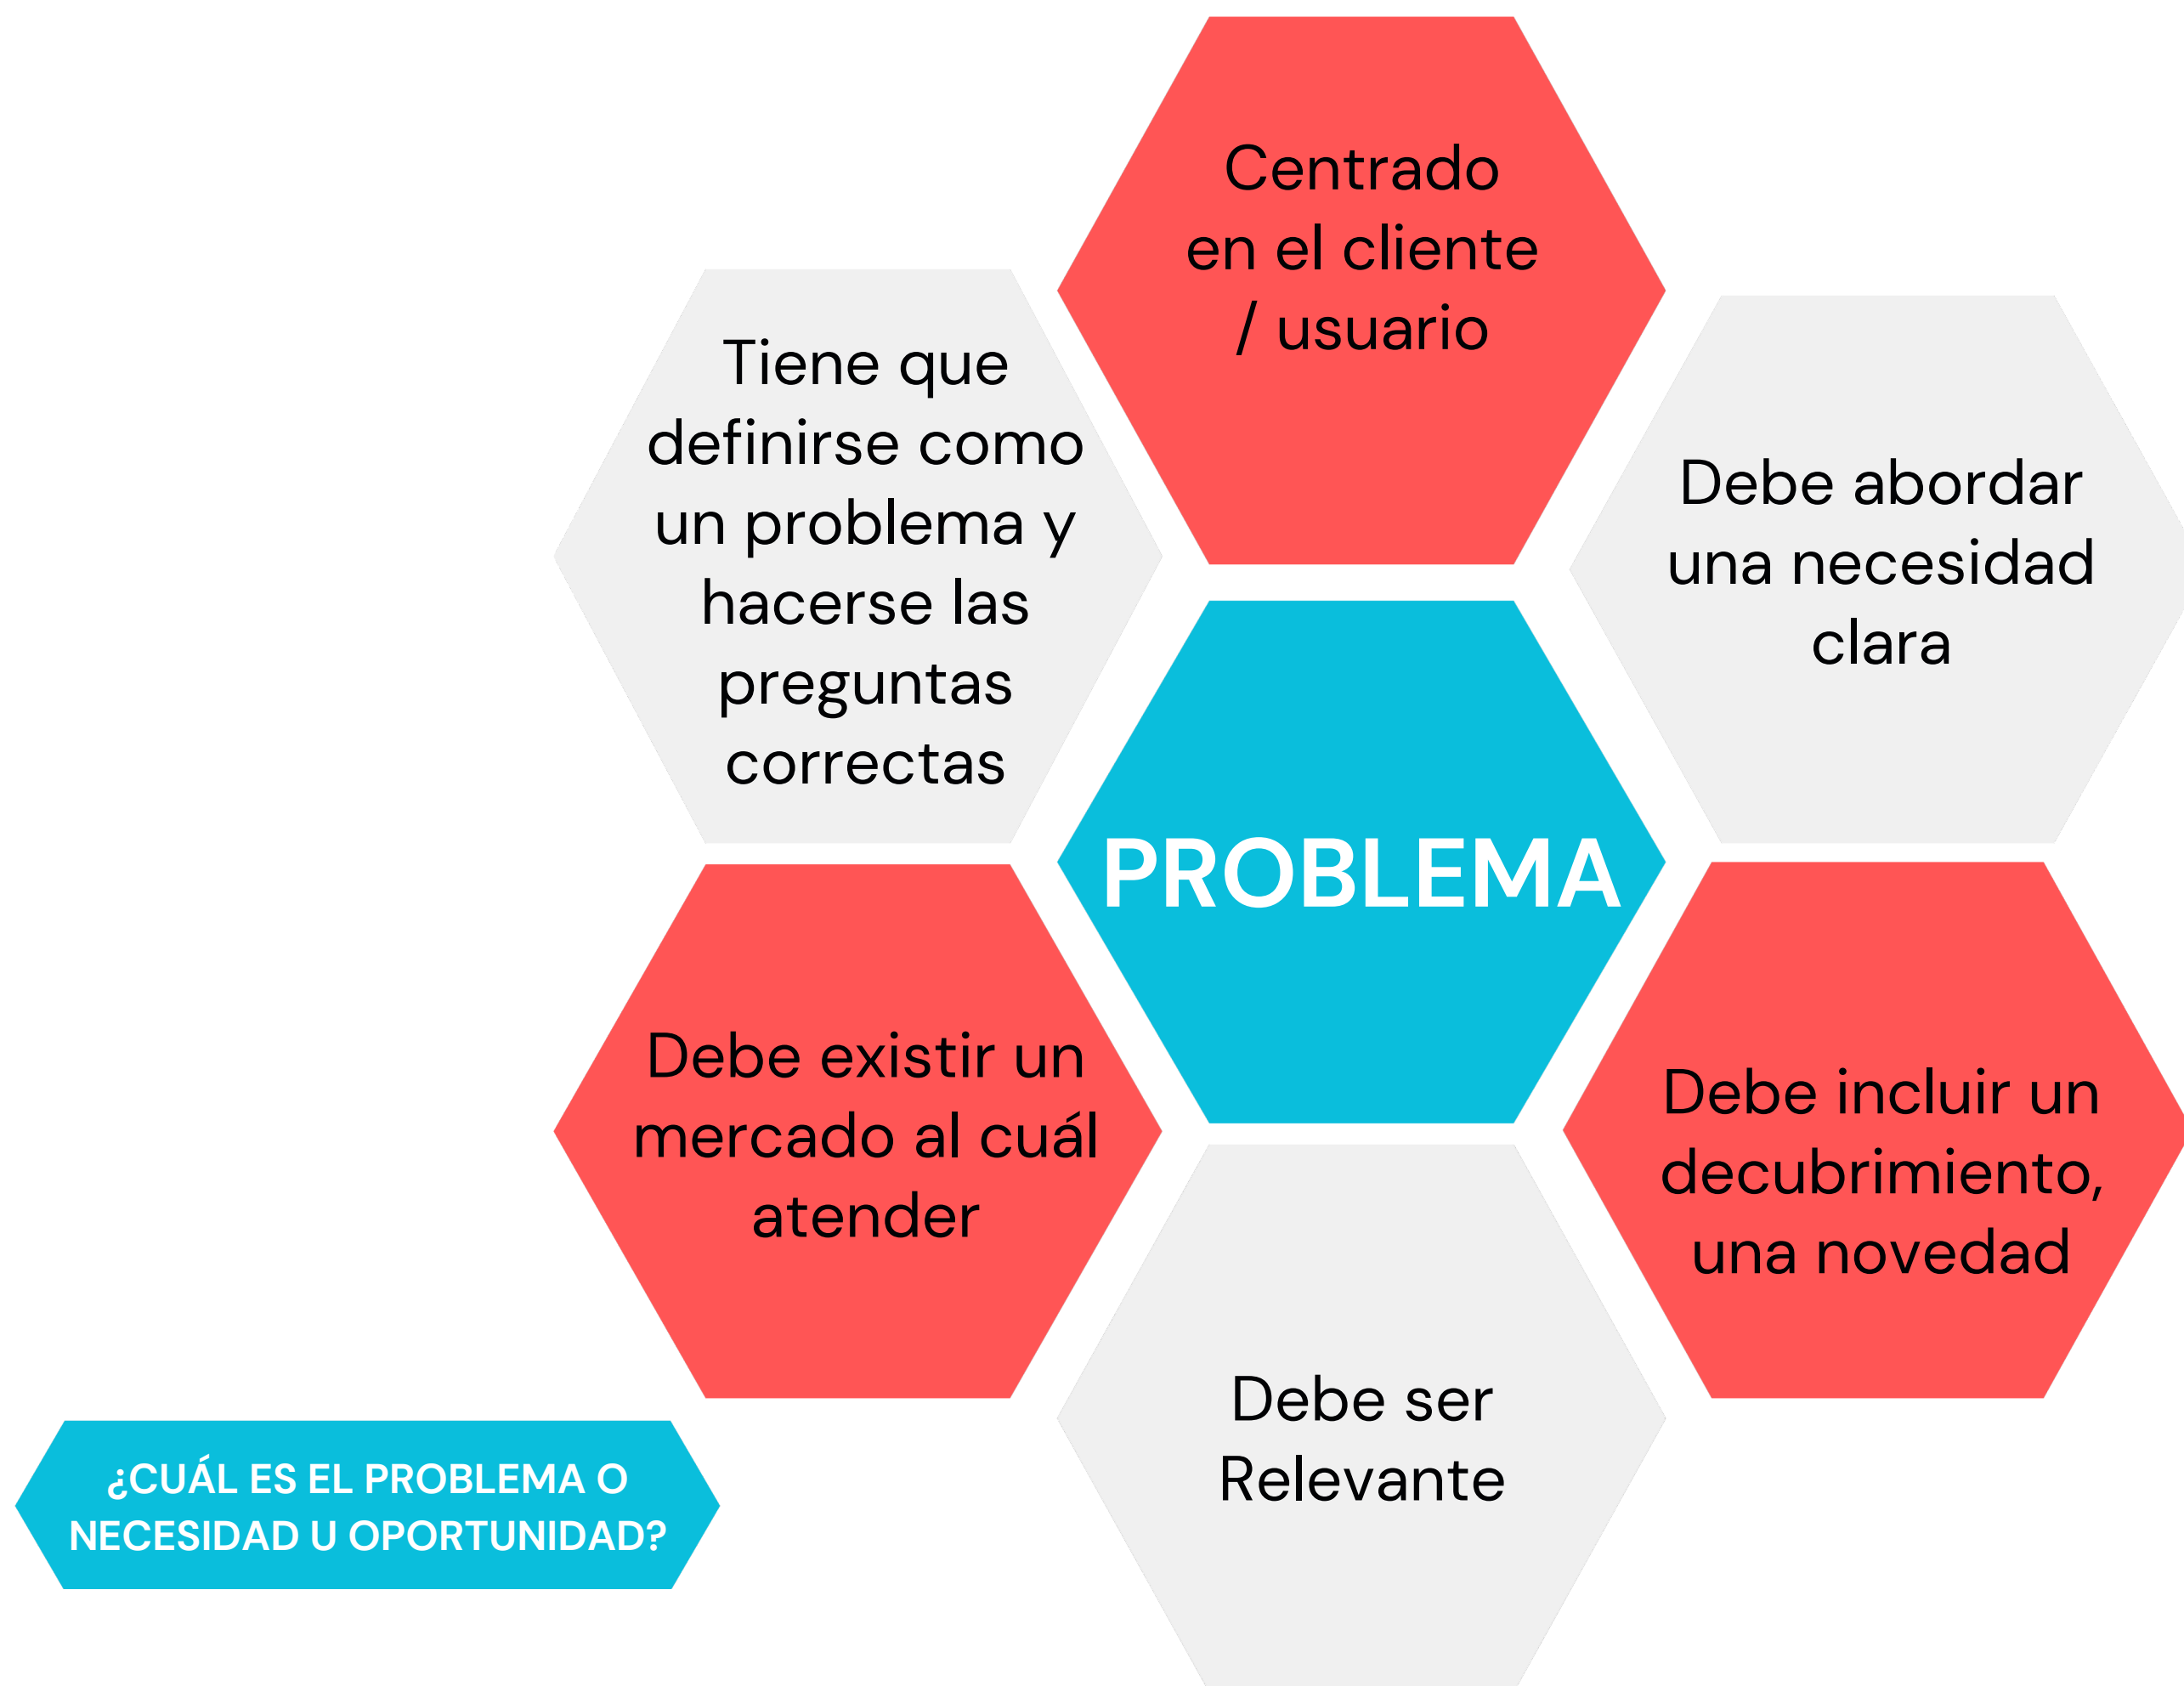 Centrado
en el cliente
/ usuario
Tiene que
definirse como
un problema y
hacerse las
preguntas
correctas
Debe abordar
una necesidad
clara
PROBLEMA
Debe existir un
mercado al cuál
atender
Debe incluir un
decubrimiento,
una novedad
Debe ser
Relevante
¿CUÁL ES EL PROBLEMA O
NECESIDAD U OPORTUNIDAD?